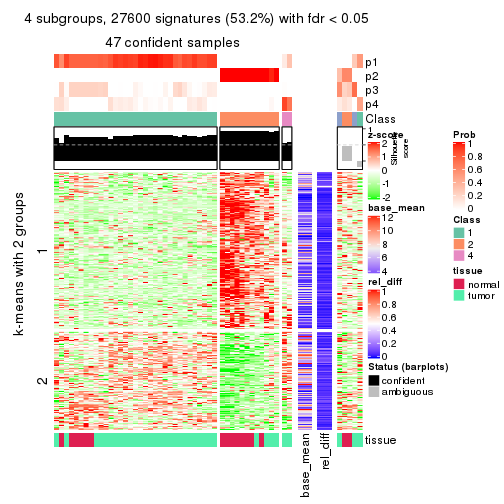 4 subgroups, 27600 signatures (53.2%) with fdr < 0.05
47 confident samples
p1
p2
p3
p4
Class
1
Silhouette
score
k-means with 2 groups
1
2
tissue
base_mean
rel_diff
z-score
2
1
0
-1
-2
base_mean
12
10
8
6
4
rel_diff
1
0.8
0.6
0.4
0.2
0
Status (barplots)
confident
ambiguous
Prob
1
0.8
0.6
0.4
0.2
0
Class
1
2
4
tissue
normal
tumor